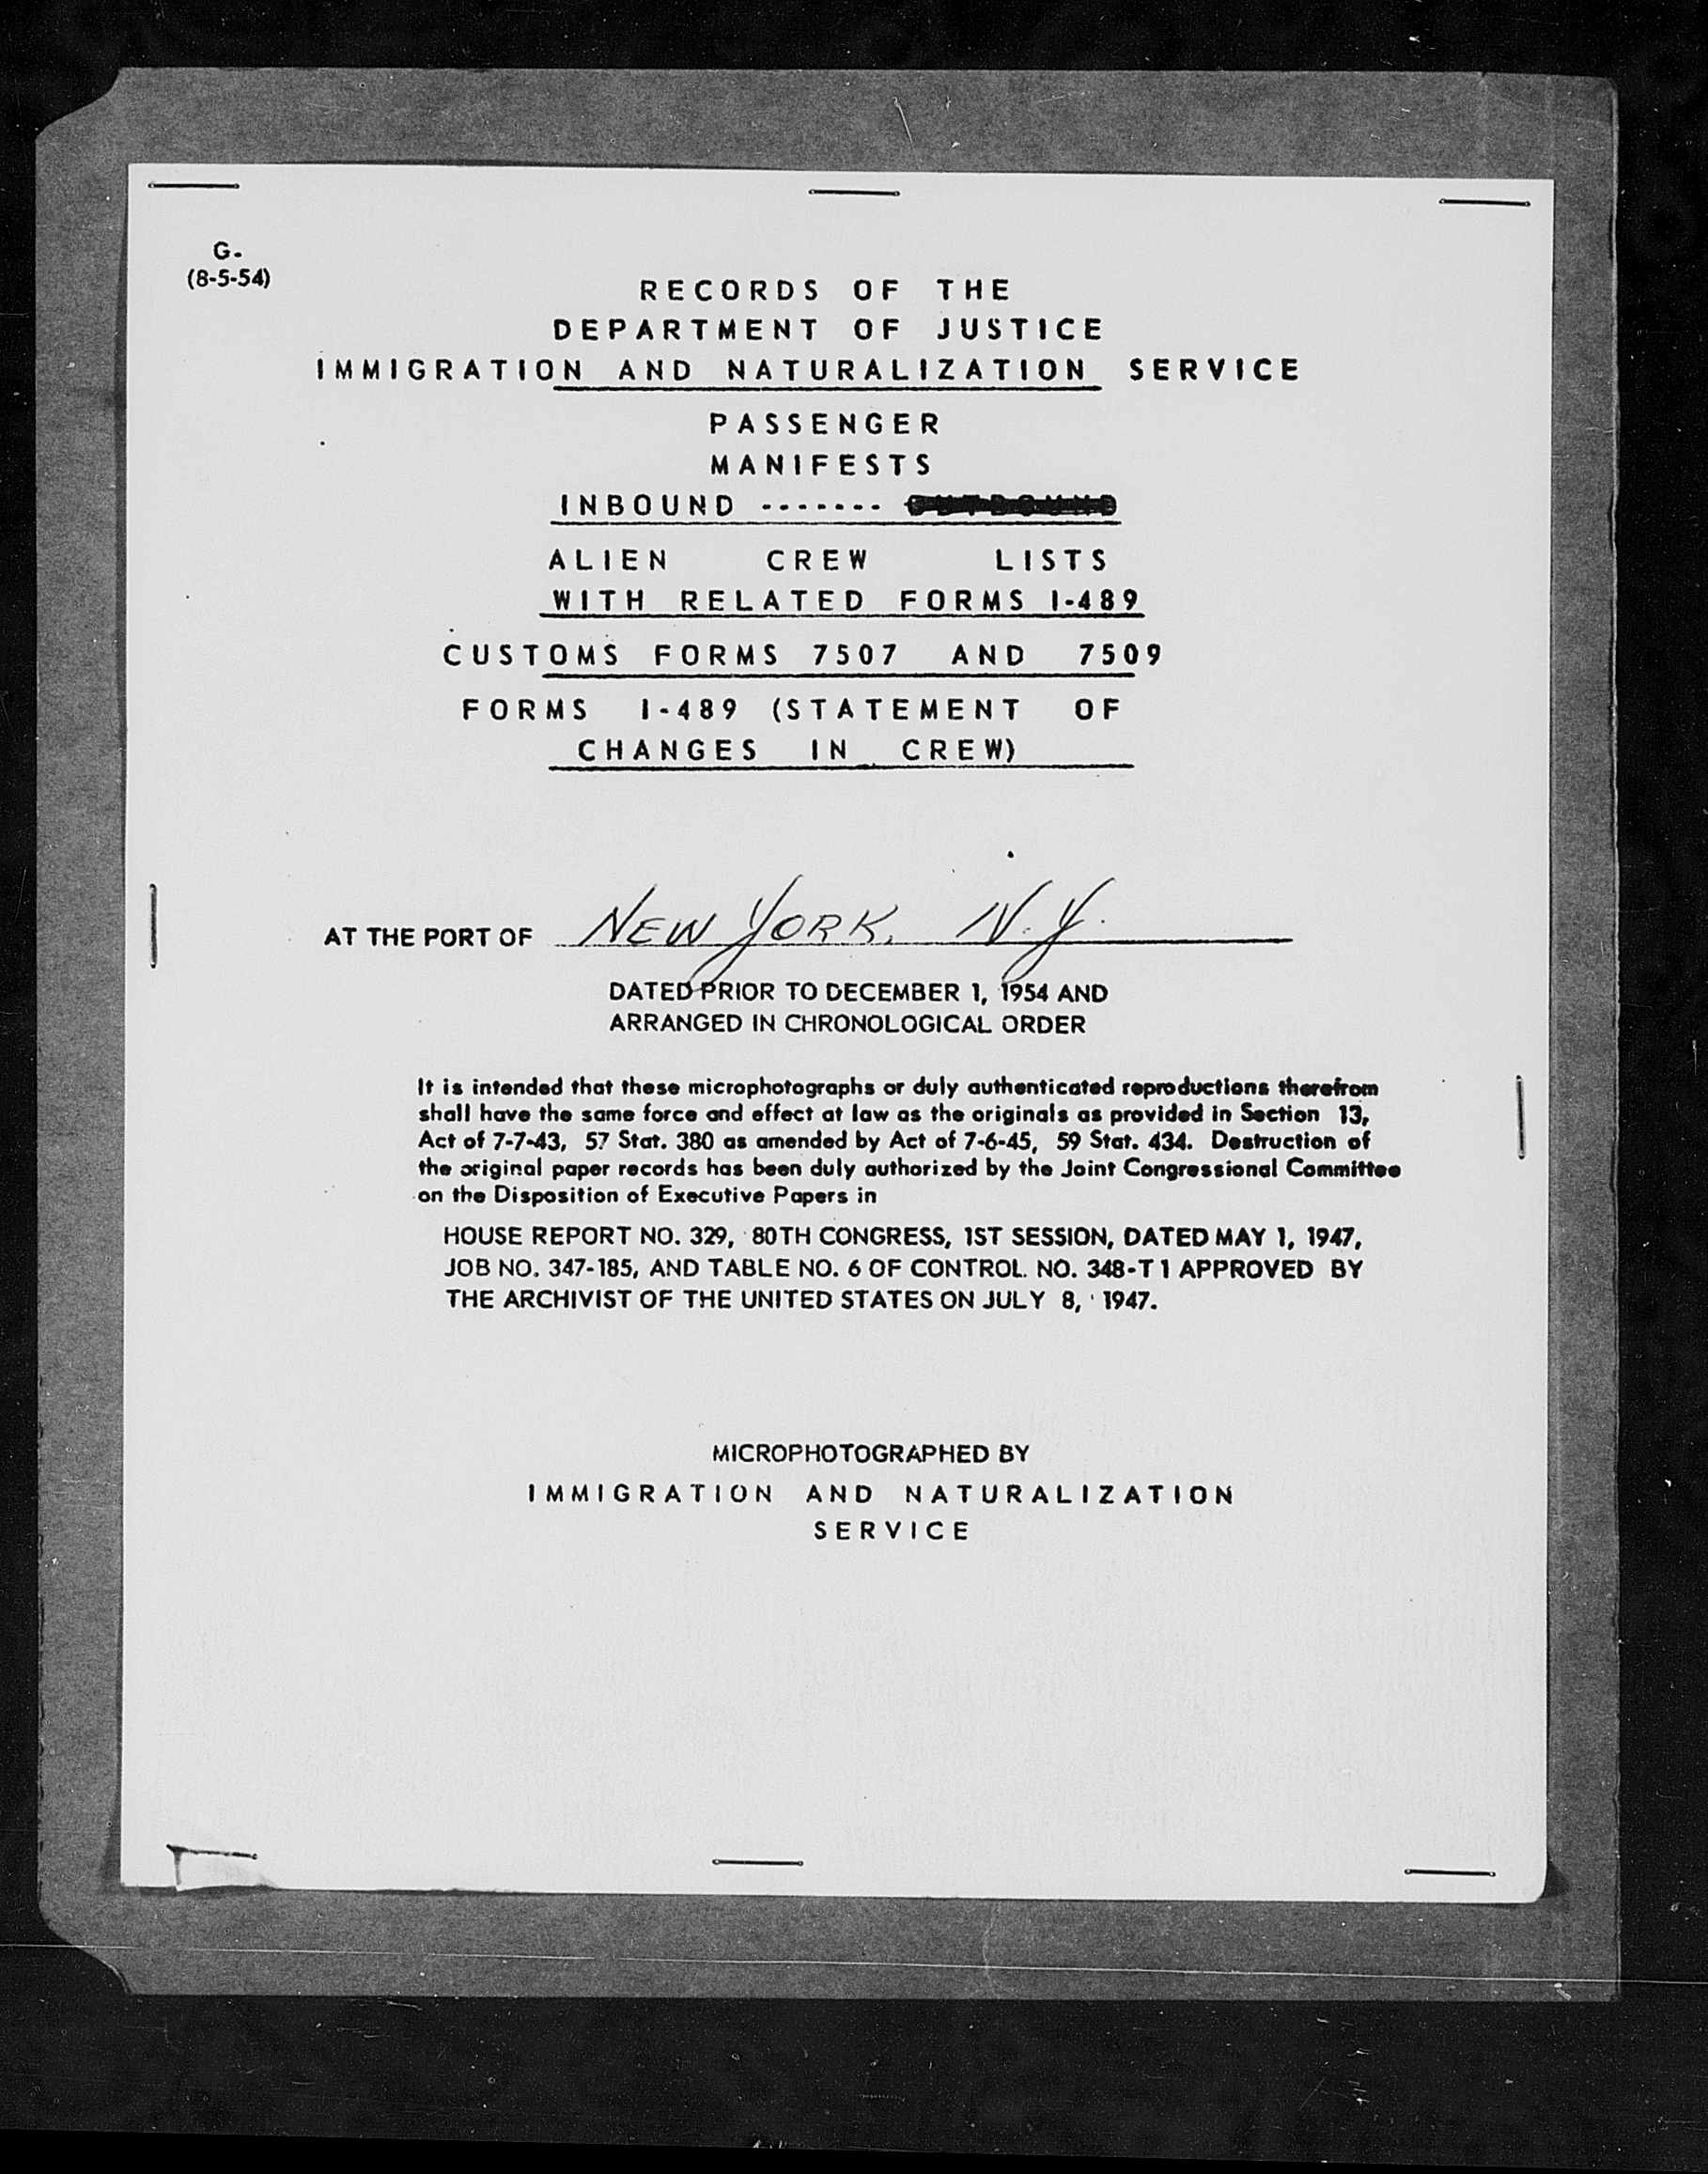 G.
(8-5-54)
RECORDS OF THE
DEPARTMENT OF JUSTICE
IMMIGRATION AND NATURALIZATION SERVICE
PASSENGER
MANIFESTS
INBOUND ------- OUTBOUND
ALIEN CREW LISTS
WITH RELATED FORMS I-489
CUSTOMS FORMS 7507 AND 7509
FORMS I-489 (STATEMENT OF
CHANGES IN CREW)
AT THE PORT OF NEW YORK, N.Y.
DATED PRIOR TO DECEMBER 1, 1954 AND
ARRANGED IN CHRONOLOGICAL ORDER
It is intended that these microphotographs or duly authenticated reproductions therefrom
shall have the same force and effect at law as the originals as provided in Section 13,
Act of 7-7-43, 57 Stat. 380 as amended by Act of 7-6-45, 59 Stat. 434. Destruction of
the original paper records has been duly authorized by the Joint Congressional Committee
on the Disposition of Executive Papers in
HOUSE REPORT NO. 329, 80TH CONGRESS, 1ST SESSION, DATED MAY 1, 1947,
JOB NO. 347-185, AND TABLE NO. 6 OF CONTROL NO. 348-T1 APPROVED BY
THE ARCHIVIST OF THE UNITED STATES ON JULY 8, 1947.
MICROPHOTOGRAPHED BY
IMMIGRATION AND NATURALIZATION
SERVICE